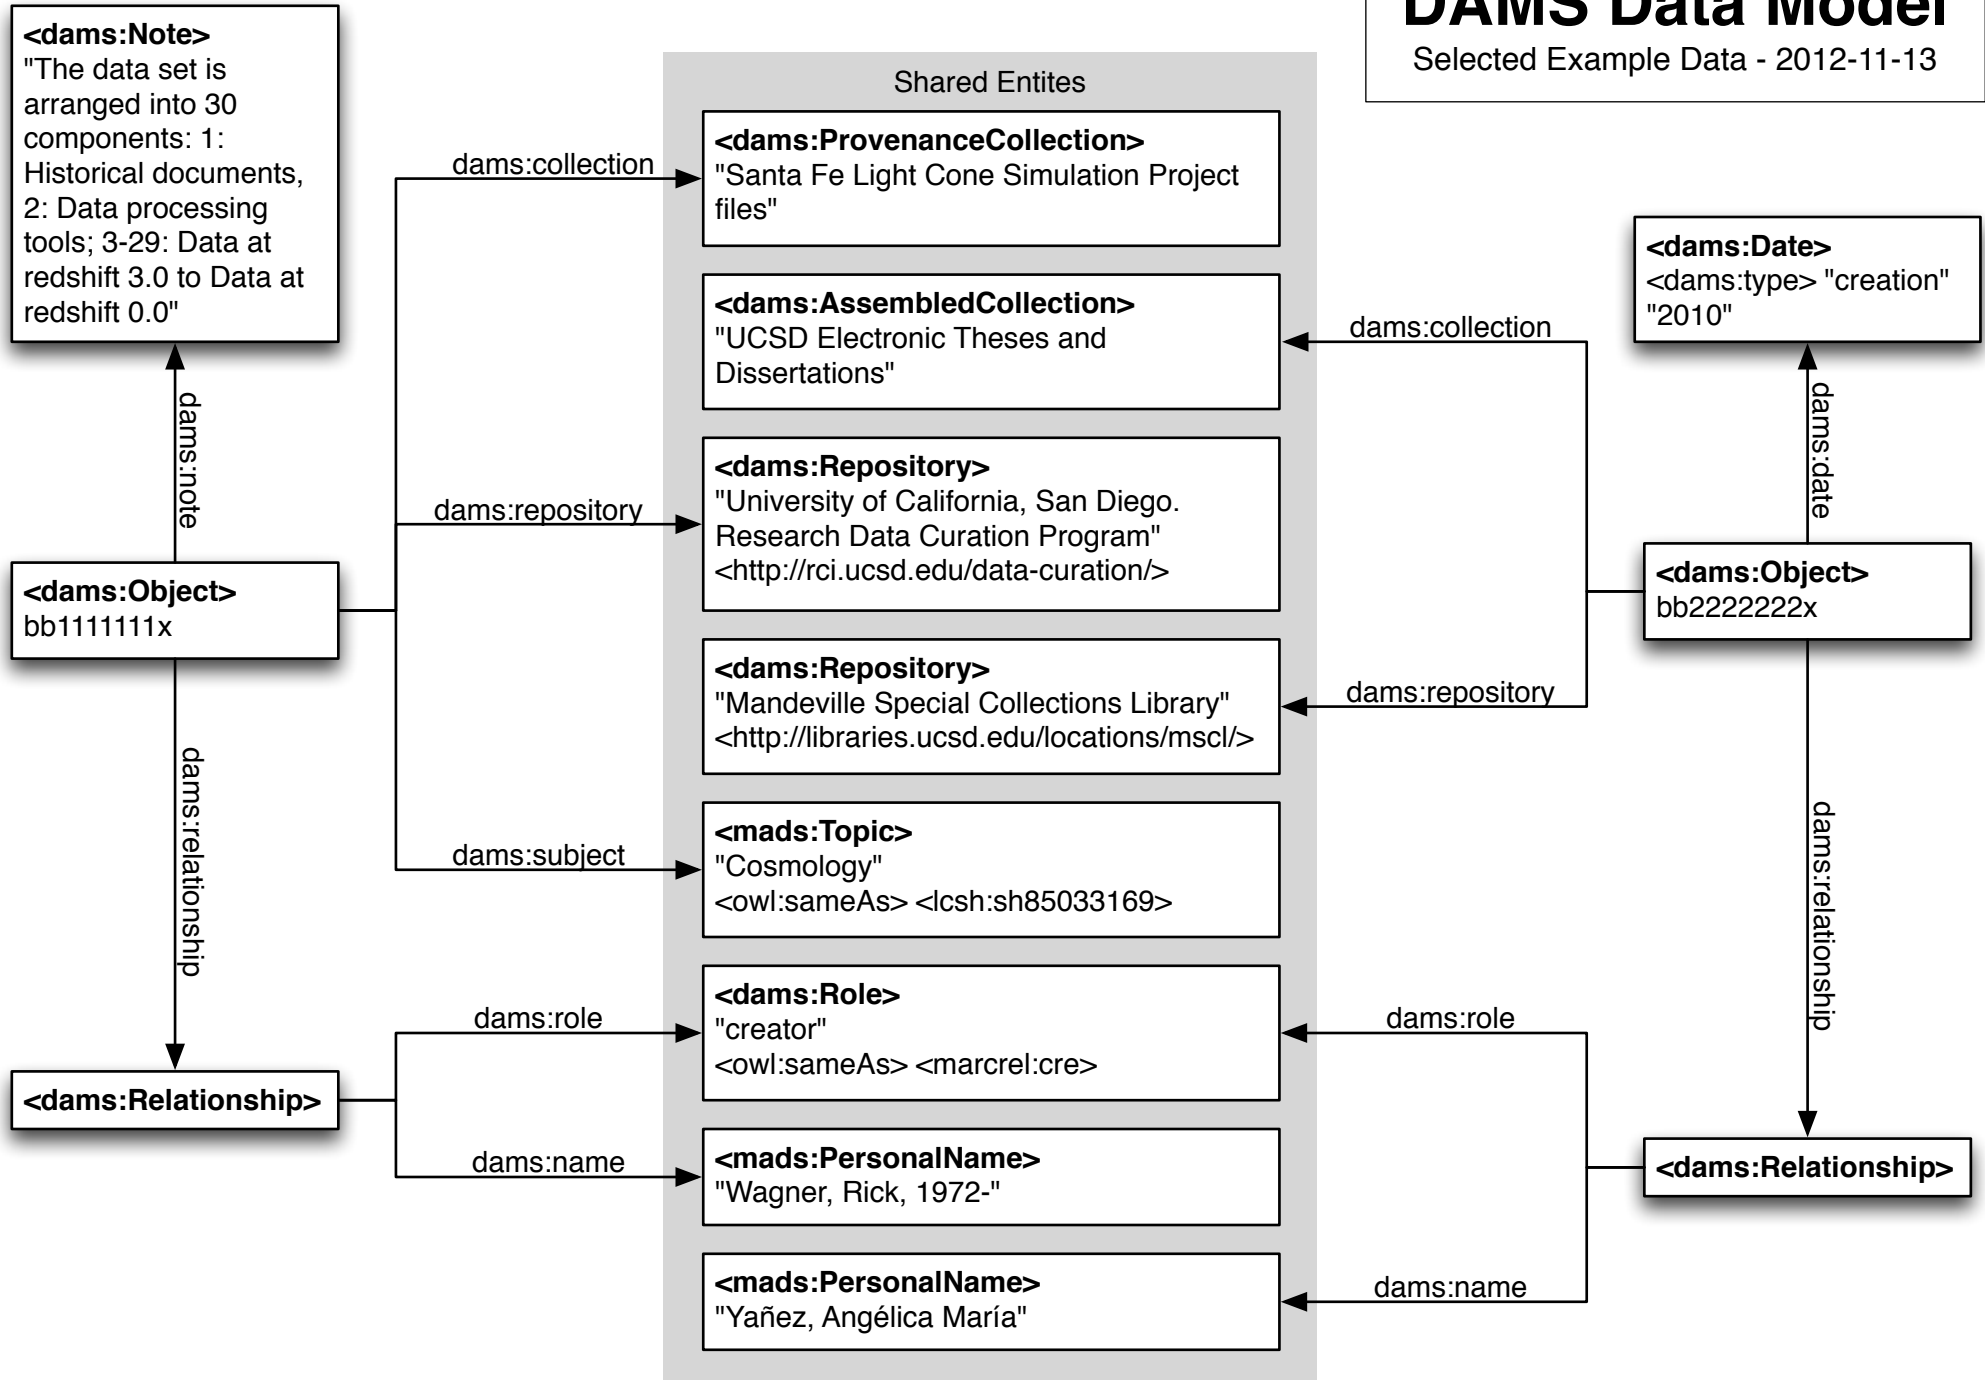 DAMS Data Model
Selected Example Data - 2012-11-13
<dams:Note>
"The data set is
arranged into 30
components: 1:
Historical documents,
2: Data processing
tools; 3-29: Data at
redshift 3.0 to Data at
redshift 0.0"
dams:note
<dams:Object>
bb1111111x
dams:relationship
<dams:Relationship>
dams:collection
dams:repository
dams:subject
dams:role
dams:name
Shared Entites
<dams:ProvenanceCollection>
"Santa Fe Light Cone Simulation Project
files"
<dams:AssembledCollection>
"UCSD Electronic Theses and
Dissertations"
<dams:Repository>
"University of California, San Diego.
Research Data Curation Program"
<http://rci.ucsd.edu/data-curation/>
<dams:Repository>
"Mandeville Special Collections Library"
<http://libraries.ucsd.edu/locations/mscl/>
<mads:Topic>
"Cosmology"
<owl:sameAs> <lcsh:sh85033169>
<dams:Role>
"creator"
<owl:sameAs> <marcrel:cre>
<mads:PersonalName>
"Wagner, Rick, 1972-"
<mads:PersonalName>
"Yañez, Angélica María"
dams:collection
dams:repository
dams:role
dams:name
<dams:Date>
<dams:type> "creation"
"2010"
dams:date
<dams:Object>
bb2222222x
dams:relationship
<dams:Relationship>